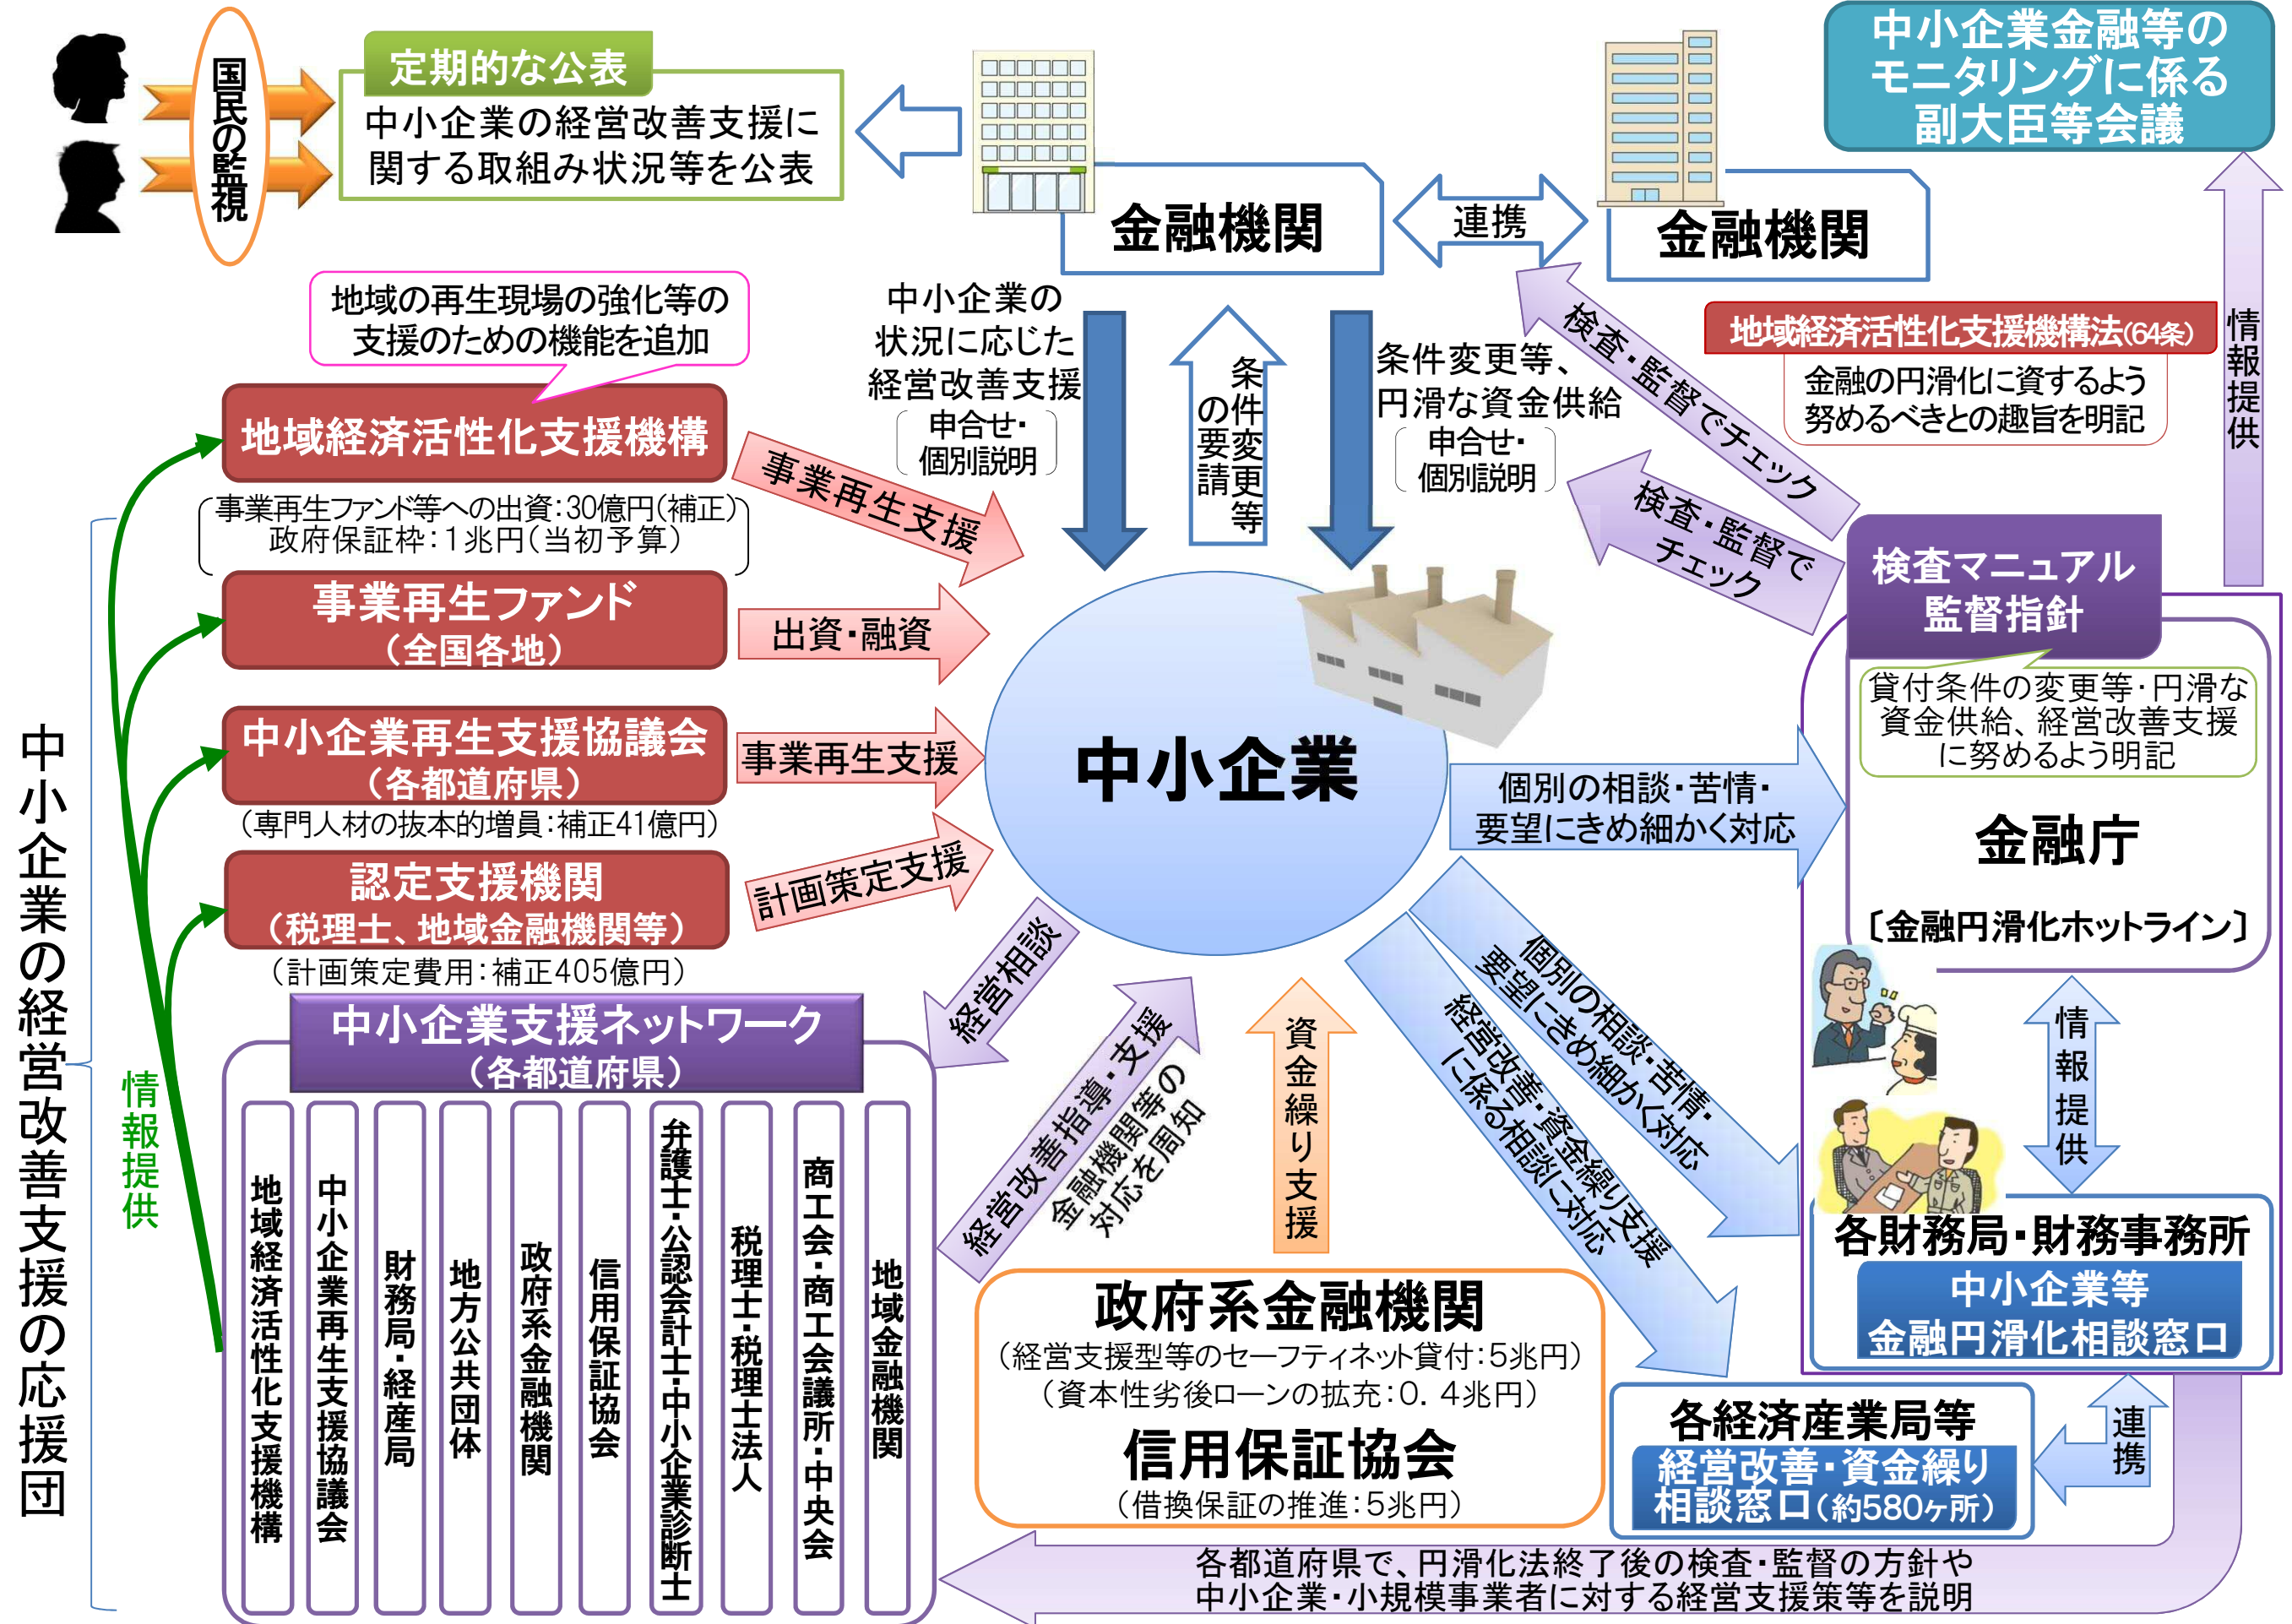 国民の監視
定期的な公表
中小企業の経営改善支援に
関する取組み状況等を公表
金融機関
連携
金融機関
中小企業金融等の
モニタリングに係る
副大臣等会議
情報提供
地域の再生現場の強化等の
支援のための機能を追加
中小企業の
状況に応じた
経営改善支援
申合せ・
個別説明
条件変更等
の要請
条件変更等、
円滑な資金供給
申合せ・
個別説明
検査・監督でチェック
検査・監督で
チェック
地域経済活性化支援機構法(64条)
金融の円滑化に資するよう
努めるべきとの趣旨を明記
地域経済活性化支援機構
事業再生ファンド等への出資：30億円(補正)
政府保証枠：１兆円（当初予算）
事業再生支援
事業再生ファンド
（全国各地）
出資・融資
中小企業再生支援協議会
（各都道府県）
（専門人材の抜本的増員：補正41億円）
事業再生支援
認定支援機関
（税理士、地域金融機関等）
（計画策定費用：補正405億円）
計画策定支援
中小企業
検査マニュアル
監督指針
貸付条件の変更等・円滑な
資金供給、経営改善支援
に努めるよう明記
金融庁
〔金融円滑化ホットライン〕
個別の相談・苦情・
要望にきめ細かく対応
個別の相談・苦情・
要望にきめ細かく対応
経営改善・資金繰り支援
に係る相談に対応
情報提供
各財務局・財務事務所
中小企業等
金融円滑化相談窓口
連携
各経済産業局等
経営改善・資金繰り
相談窓口（約580ヶ所）
中小企業の経営改善支援の応援団
情報提供
中小企業支援ネットワーク
（各都道府県）
地域経済活性化支援機構
中小企業再生支援協議会
財務局・経産局
地方公共団体
政府系金融機関
信用保証協会
弁護士・公認会計士・中小企業診断士
税理士・税理士法人
商工会・商工会議所・中央会
地域金融機関
経営相談
経営改善指導・支援
金融機関等の
対応を周知
資金繰り支援
政府系金融機関
（経営支援型等のセーフティネット貸付：5兆円）
（資本性劣後ローンの拡充：０．４兆円）
信用保証協会
（借換保証の推進：５兆円）
各都道府県で、円滑化法終了後の検査・監督の方針や
中小企業・小規模事業者に対する経営支援策等を説明